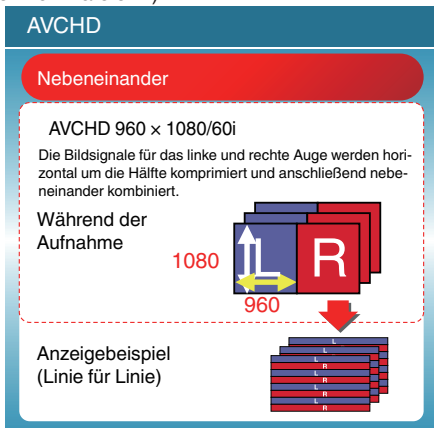 AVCHD
Nebeneinander
AVCHD 960 × 1080/60i
Die Bildsignale für das linke und rechte Auge werden hori-
zontal um die Hälfte komprimiert und anschließend nebe-
neinander kombiniert.
Während der
Aufnahme
1080
L
R
960
Anzeigebeispiel
(Linie für Linie)
L
R
L
R
L
R
L
R